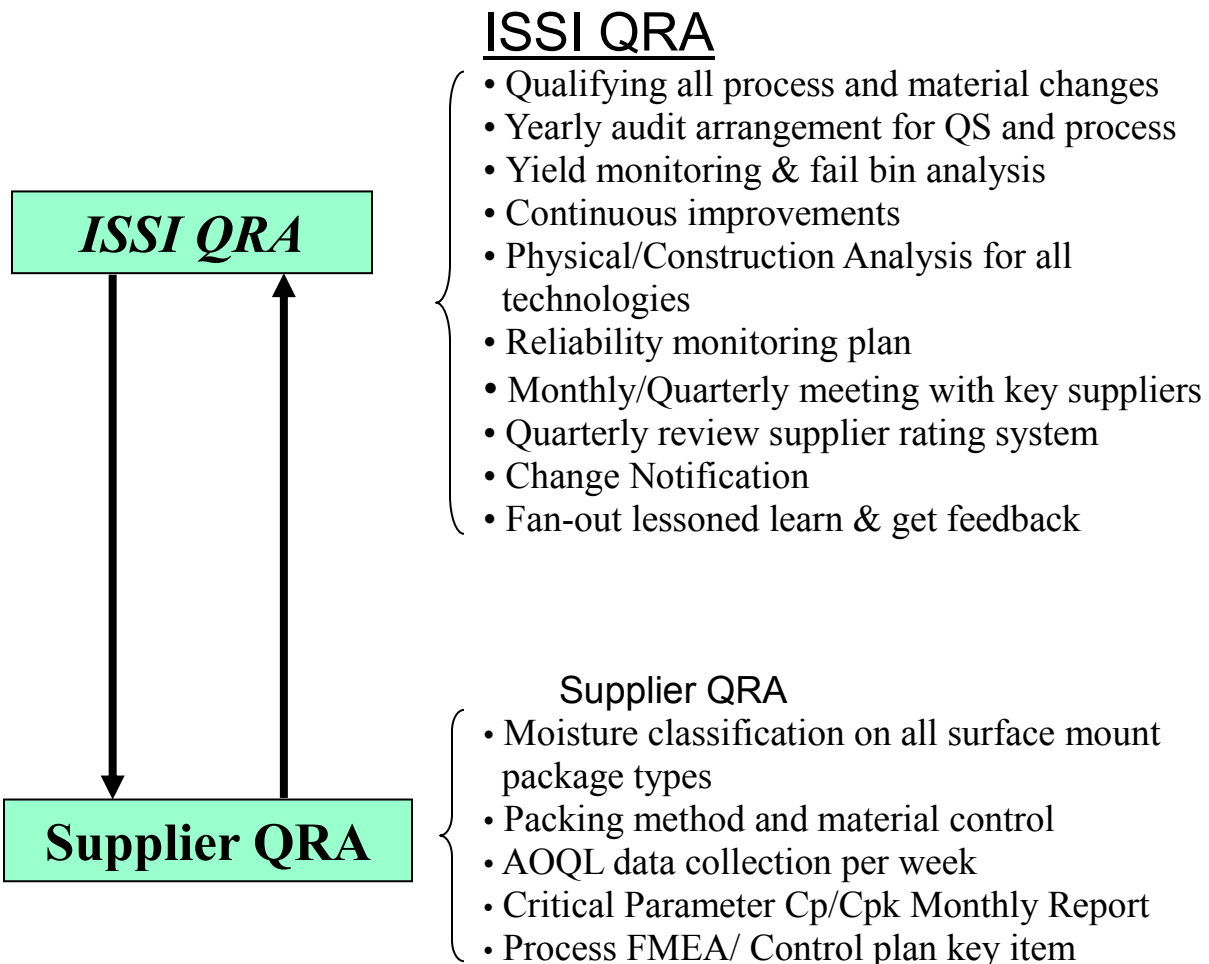 ISSI QRA
• Qualifying all process and material changes
• Yearly audit arrangement for QS and process
• Yield monitoring & fail bin analysis
• Continuous improvements
• Physical/Construction Analysis for all
technologies
• Reliability monitoring plan
• Monthly/Quarterly meeting with key suppliers
• Quarterly review supplier rating system
• Change Notification
• Fan-out lessoned learn & get feedback
ISSI QRA
Supplier QRA
• Moisture classification on all surface mount
package types
• Packing method and material control
• AOQL data collection per week
• Critical Parameter Cp/Cpk Monthly Report
• Process FMEA/ Control plan key item
Supplier QRA